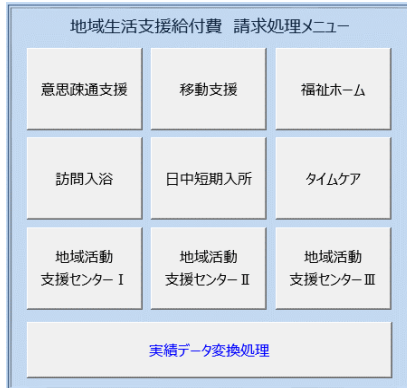 地域生活支援給付費 請求処理メニュー
意思疎通支援
移動支援
福祉ホーム
訪問入浴
日中短期入所
タイムケア
地域活動
支援センターⅠ
地域活動
支援センターⅡ
地域活動
支援センターⅢ
実績データ変換処理